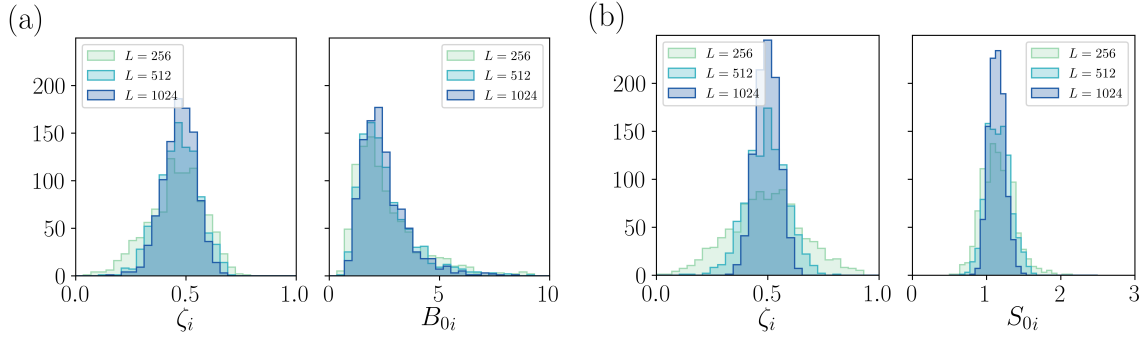 (a)
L = 256
L = 512
L = 1024
200
150
100
50
0
0.0
0.5
1.0
ζᵢ
L = 256
L = 512
L = 1024
0
5
10
B₀ᵢ
(b)
L = 256
L = 512
L = 1024
200
150
100
50
0
0.0
0.5
1.0
ζᵢ
L = 256
L = 512
L = 1024
0
1
2
3
S₀ᵢ